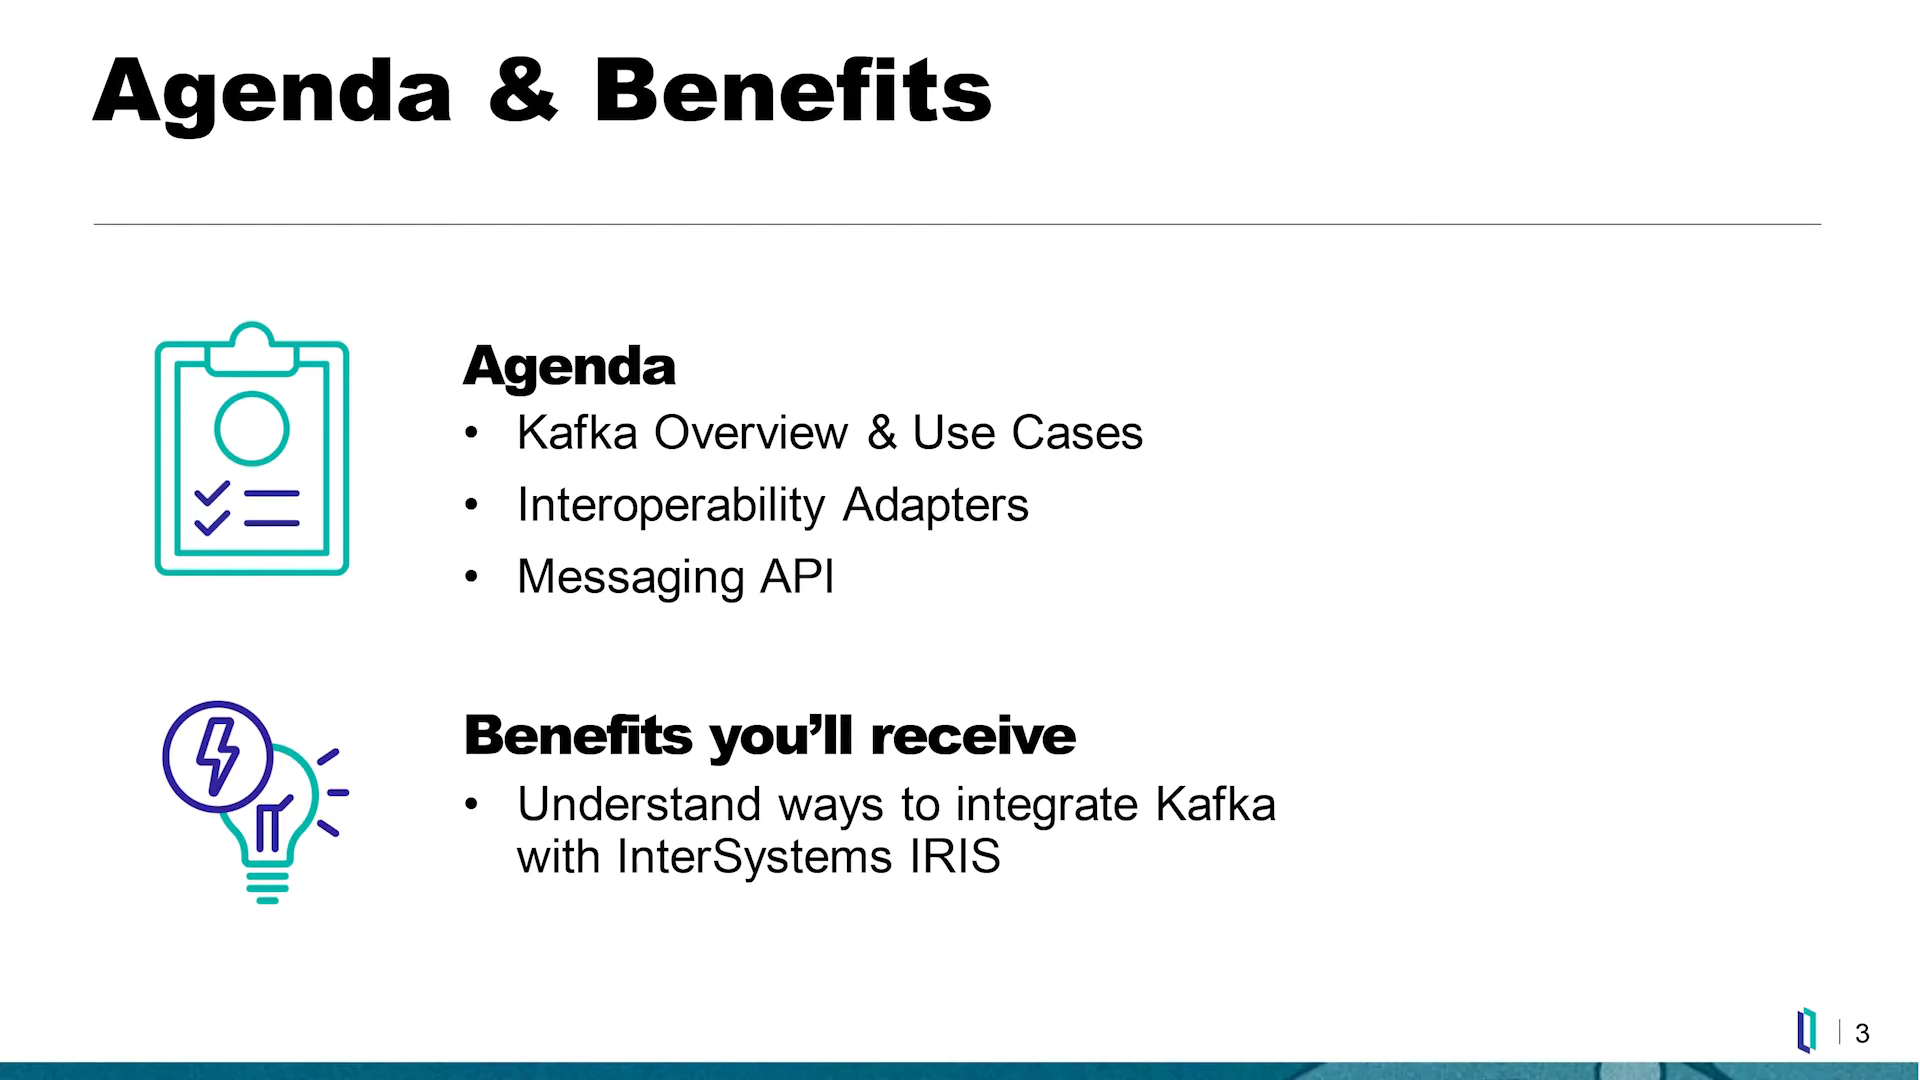 Agenda & Benefits
Agenda
• Kafka Overview & Use Cases
• Interoperability Adapters
• Messaging API
Benefits you’ll receive
• Understand ways to integrate Kafka
with InterSystems IRIS
3